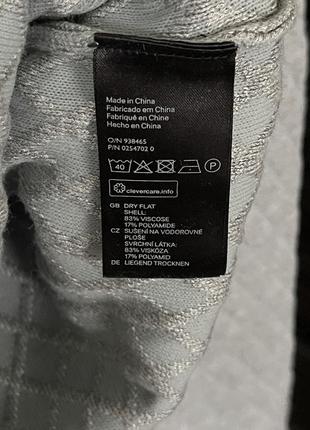 Made in China
Fabricado em China
Fabriqué en Chine
Hecho en China
O/N 938465
P/N 0254702 0
40 P
clevercare.info
GB DRY FLAT
SHELL:
83% VISCOSE
17% POLYAMIDE
CZ SUŠENÍ NA VODOROVNÉ
PLOŠE
SVRCHNÍ LÁTKA:
83% VISKÓZA
17% POLYAMID
DE LIEGEND TROCKNEN